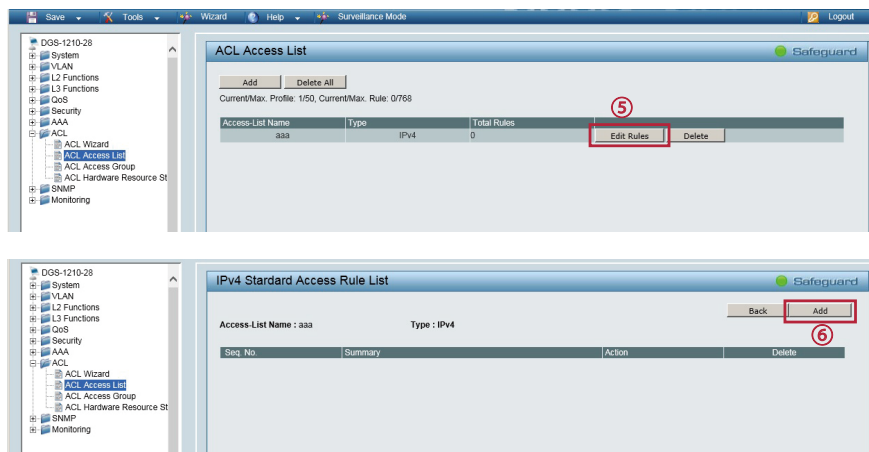 Save Tools Wizard Help Surveillance Mode Logout
DGS-1210-28
System
VLAN
L2 Functions
L3 Functions
QoS
Security
AAA
ACL
ACL Wizard
ACL Access List
ACL Access Group
ACL Hardware Resource St
SNMP
Monitoring
ACL Access List Safeguard
Add Delete All
Current/Max. Profile: 1/50, Current/Max. Rule: 0/768
⑤
Access-List Name Type Total Rules
aaa IPv4 0 Edit Rules Delete
DGS-1210-28
System
VLAN
L2 Functions
L3 Functions
QoS
Security
AAA
ACL
ACL Wizard
ACL Access List
ACL Access Group
ACL Hardware Resource St
SNMP
Monitoring
IPv4 Stardard Access Rule List Safeguard
Back Add
⑥
Access-List Name : aaa Type : IPv4
Seq. No. Summary Action Delete